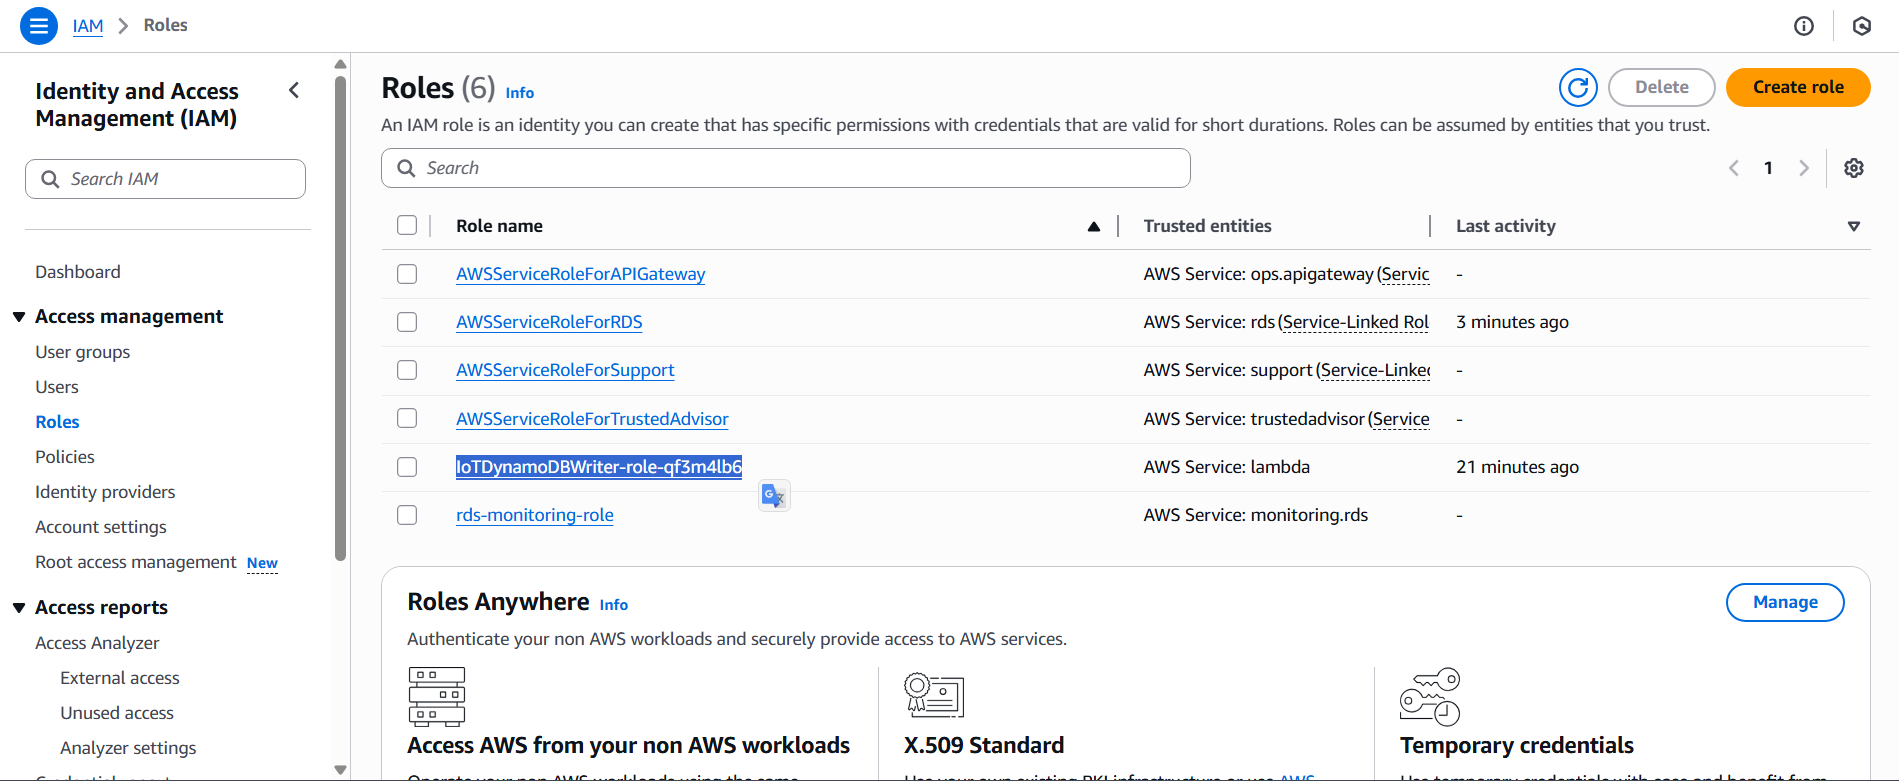 IAM > Roles
Identity and Access
Management (IAM)
Search IAM
Dashboard
Access management
User groups
Users
Roles
Policies
Identity providers
Account settings
Root access management New
Access reports
Access Analyzer
External access
Unused access
Analyzer settings
Roles (6) Info
Delete
Create role
An IAM role is an identity you can create that has specific permissions with credentials that are valid for short durations. Roles can be assumed by entities that you trust.
Search
1
Role name Trusted entities Last activity
AWSServiceRoleForAPIGateway AWS Service: ops.apigateway (Servic -
AWSServiceRoleForRDS AWS Service: rds (Service-Linked Rol 3 minutes ago
AWSServiceRoleForSupport AWS Service: support (Service-Linked -
AWSServiceRoleForTrustedAdvisor AWS Service: trustedadvisor (Service -
IoTDynamoDBWriter-role-qf3m4lb6 AWS Service: lambda 21 minutes ago
rds-monitoring-role AWS Service: monitoring.rds -
Roles Anywhere Info
Manage
Authenticate your non AWS workloads and securely provide access to AWS services.
Access AWS from your non AWS workloads
X.509 Standard
Temporary credentials